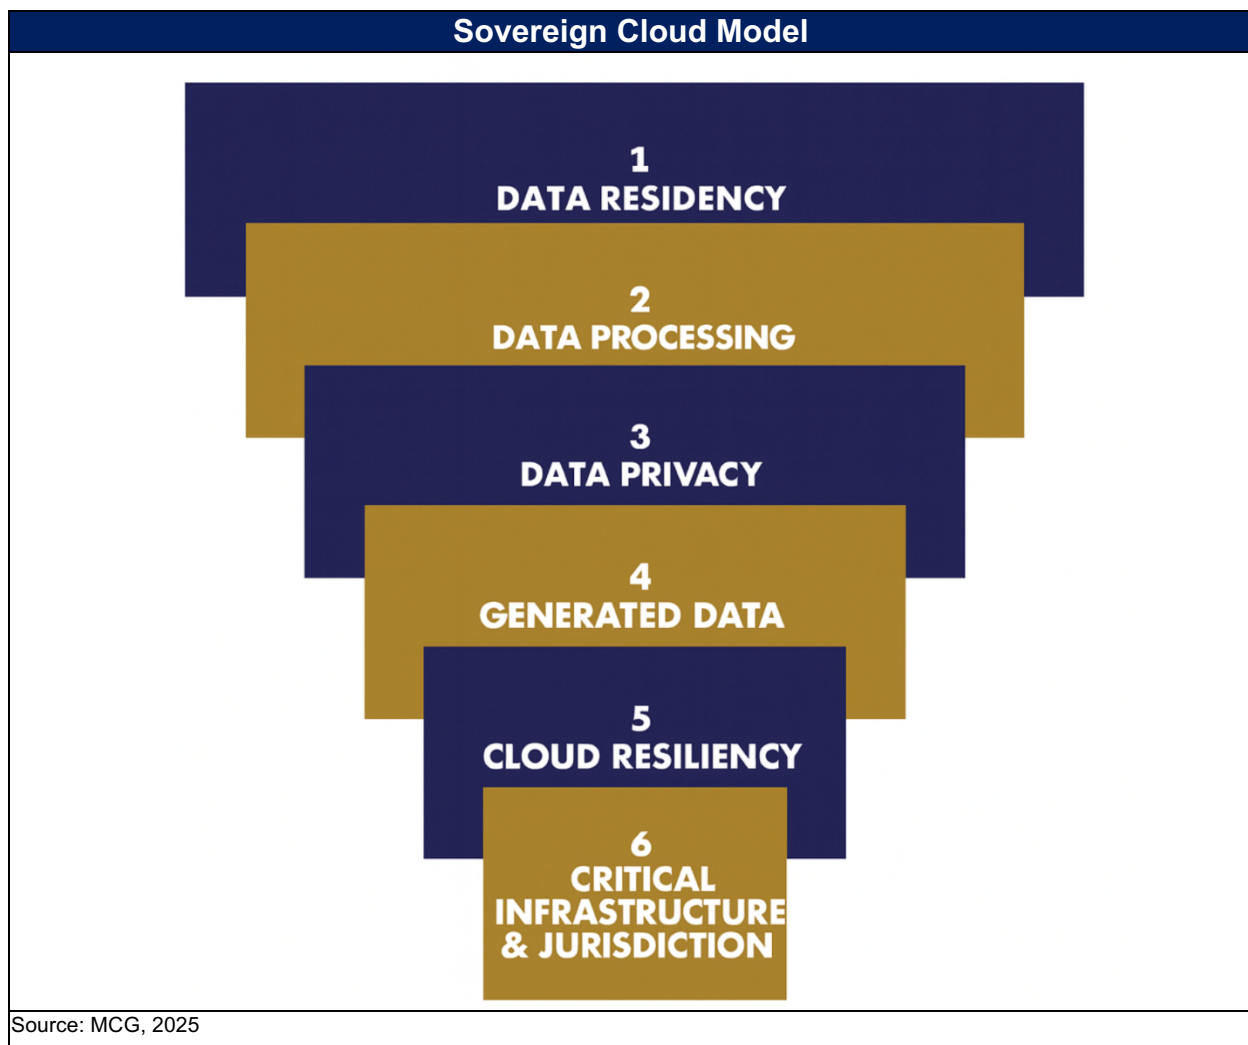 Sovereign Cloud Model
1
DATA RESIDENCY
2
DATA PROCESSING
3
DATA PRIVACY
4
GENERATED DATA
5
CLOUD RESILIENCY
6
CRITICAL
INFRASTRUCTURE
& JURISDICTION
Source: MCG, 2025